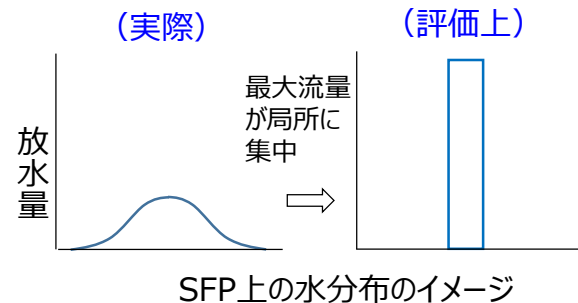 （実際）
（評価上）
放水量
最大流量
が局所に
集中
SFP上の水分布のイメージ